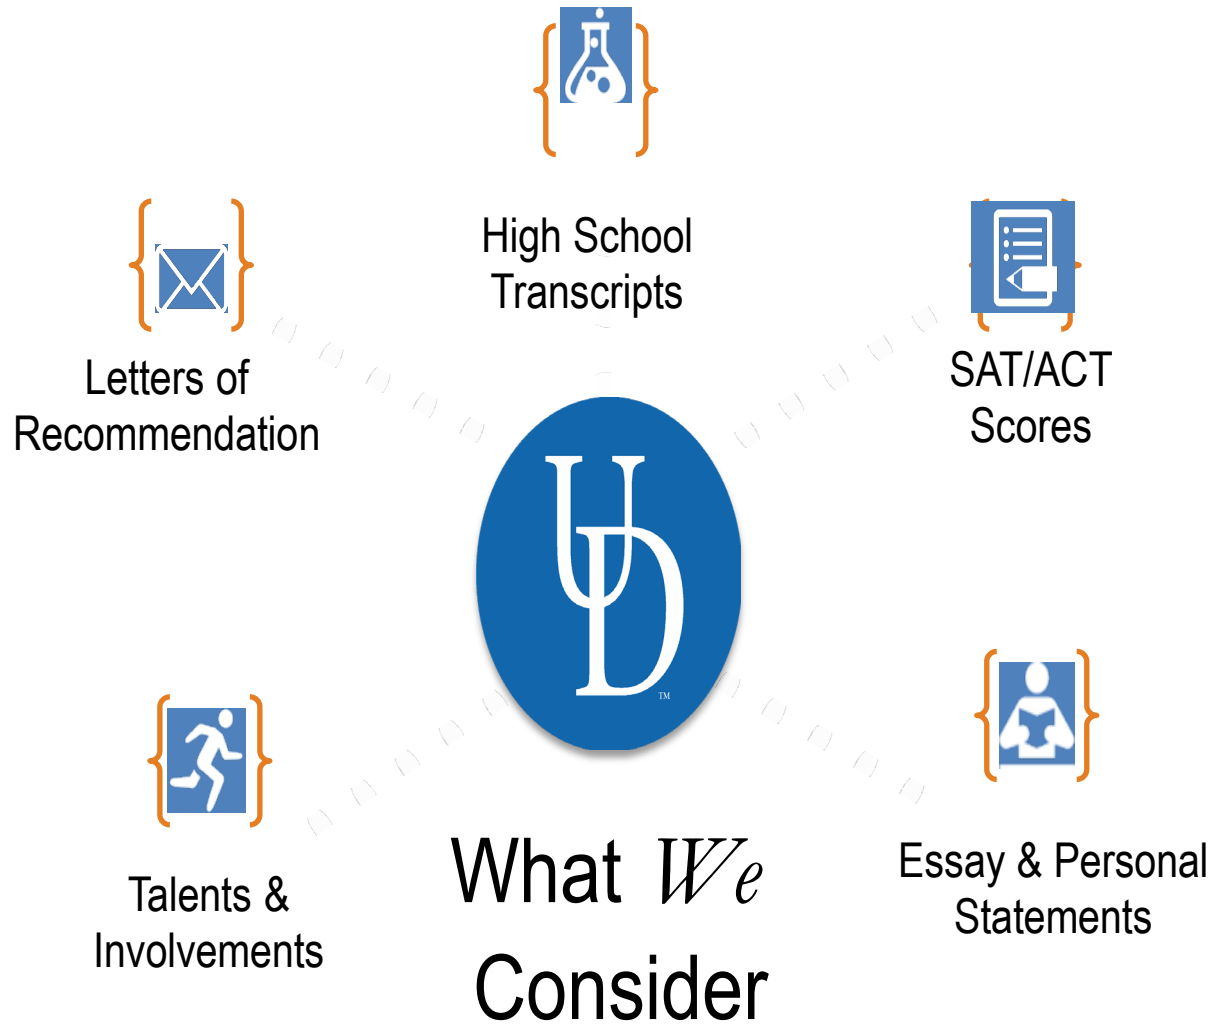 High School
Transcripts
Letters of
Recommendation
SAT/ACT
Scores
UD
TM
Talents &
Involvements
Essay & Personal
Statements
What We
Consider